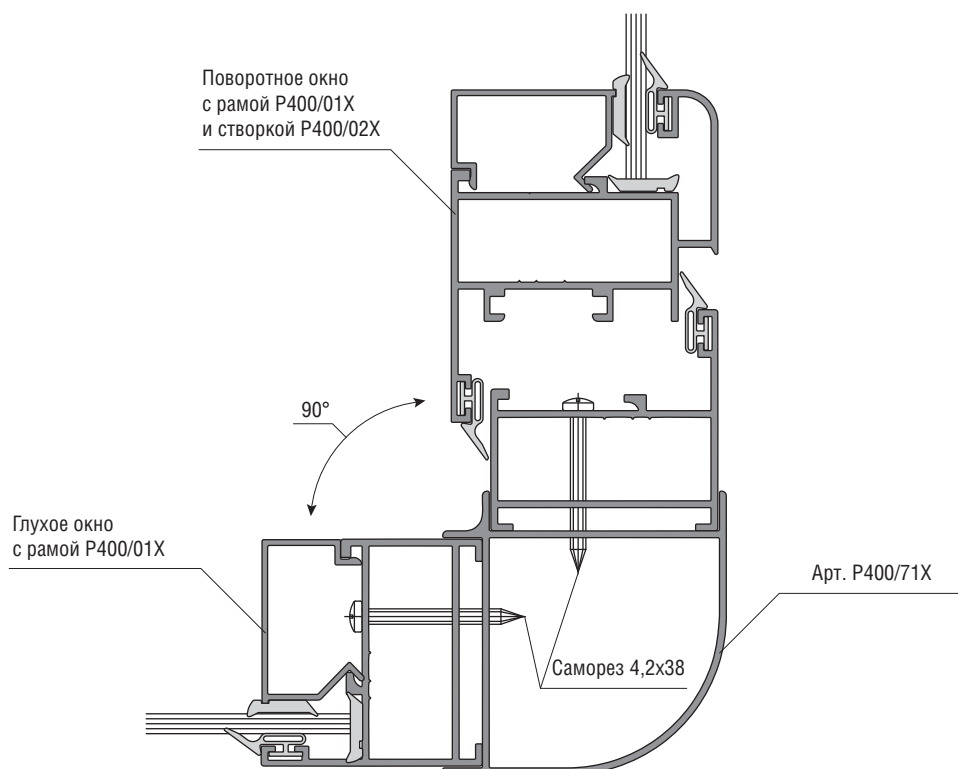 Поворотное окно
с рамой Р400/01Х
и створкой Р400/02Х
90°
Глухое окно
с рамой Р400/01Х
Арт. Р400/71Х
Саморез 4,2х38